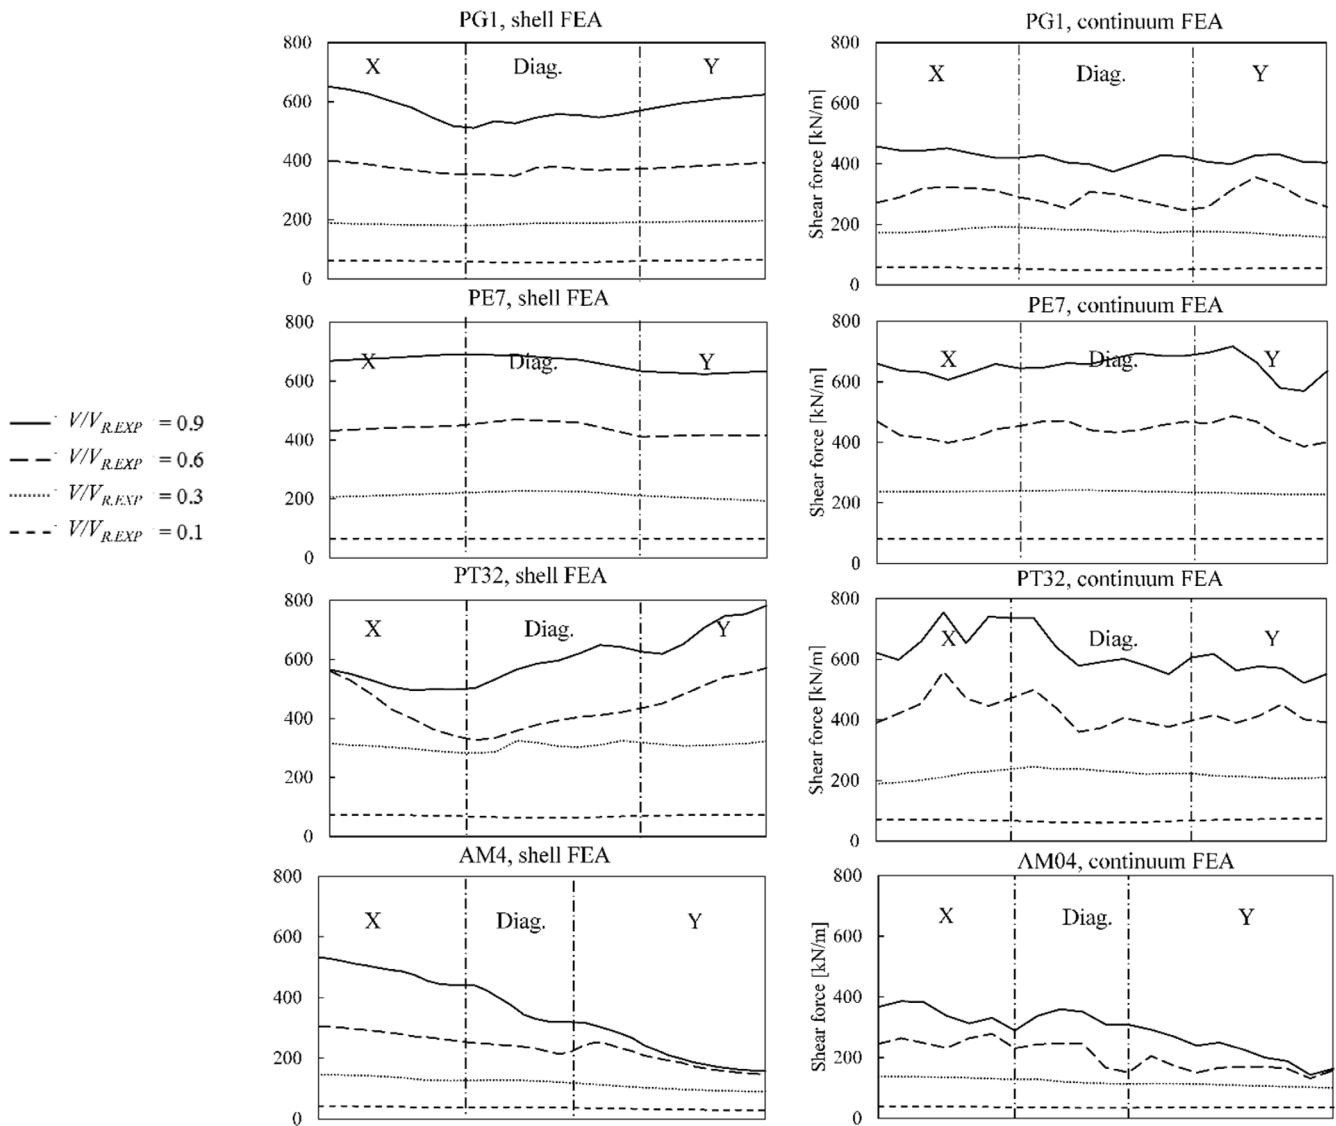 PG1, shell FEA
800
600
400
200
0
X
Diag.
Y
PG1, continuum FEA
Shear force [kN/m]
800
600
400
200
0
X
Diag.
Y
PE7, shell FEA
800
600
400
200
0
X
Diag.
Y
PE7, continuum FEA
Shear force [kN/m]
800
600
400
200
0
X
Diag.
Y
V/V R.EXP = 0.9
V/V R.EXP = 0.6
V/V R.EXP = 0.3
V/V R.EXP = 0.1
PT32, shell FEA
800
600
400
200
0
X
Diag.
Y
PT32, continuum FEA
Shear force [kN/m]
800
600
400
200
0
X
Diag.
Y
AM4, shell FEA
800
600
400
200
0
X
Diag.
Y
AM04, continuum FEA
Shear force [kN/m]
800
600
400
200
0
X
Diag.
Y